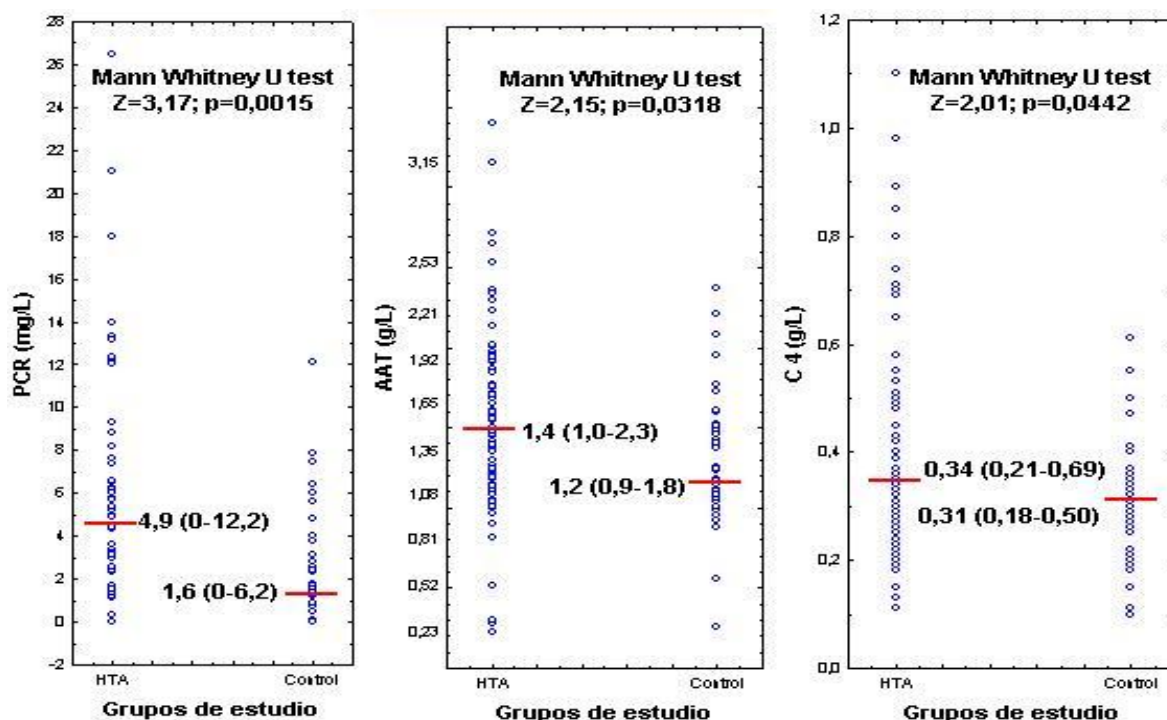 28
26
24
22
20
18
16
14
12
10
8
6
4
2
0
-2
PCR (mg/L)
Mann Whitney U test
Z=3,17; p=0,0015
4,9 (0-12,2)
1,6 (0-6,2)
HTA
Control
Grupos de estudio
3,15
2,53
2,21
1,92
1,65
1,35
1,08
0,81
0,52
0,23
AAT (g/L)
Mann Whitney U test
Z=2,15; p=0,0318
1,4 (1,0-2,3)
1,2 (0,9-1,8)
HTA
Control
Grupos de estudio
1,2
1,0
0,8
0,6
0,4
0,2
0,0
C 4 (g/L)
Mann Whitney U test
Z=2,01; p=0,0442
0,34 (0,21-0,69)
0,31 (0,18-0,50)
HTA
Control
Grupos de estudio